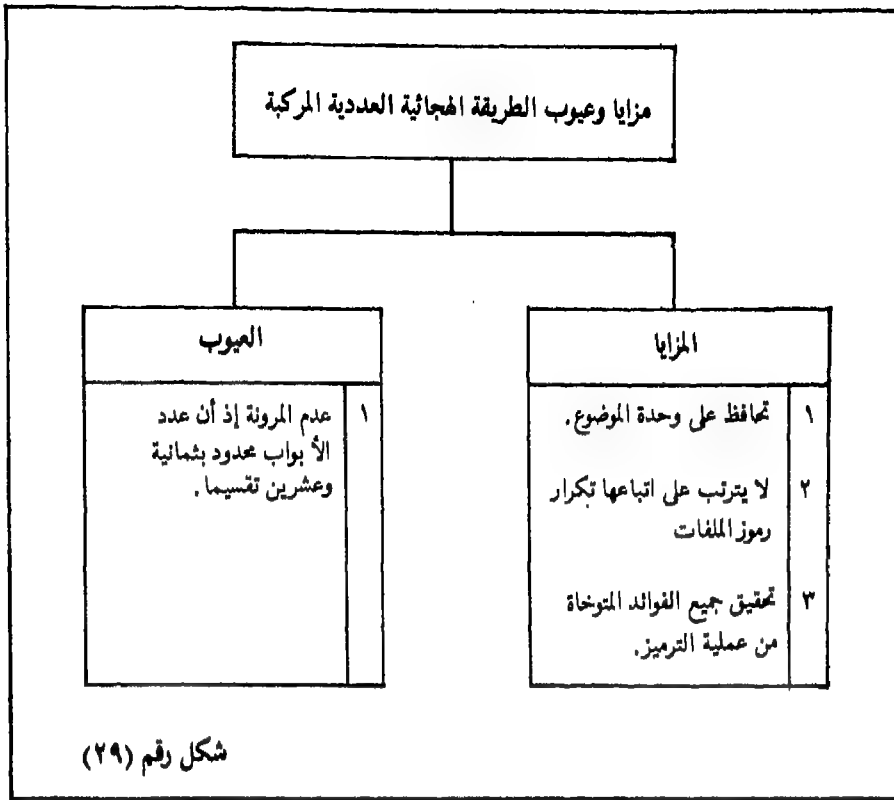 مزايا وعيوب الطريقة الهجائية العددية المركبة
المزايا
١ تحافظ على وحدة الموضوع.
٢ لا يترتب على اتباعها تكرار
رموز الملفات
٣ تحقيق جميع الفوائد المتوخاة
من عملية الترميز.
العيوب
١ عدم المرونة إذ أن عدد
الأ بواب محدود بثمانية
وعشرين تقسيما .
شكل رقم (٢٩)